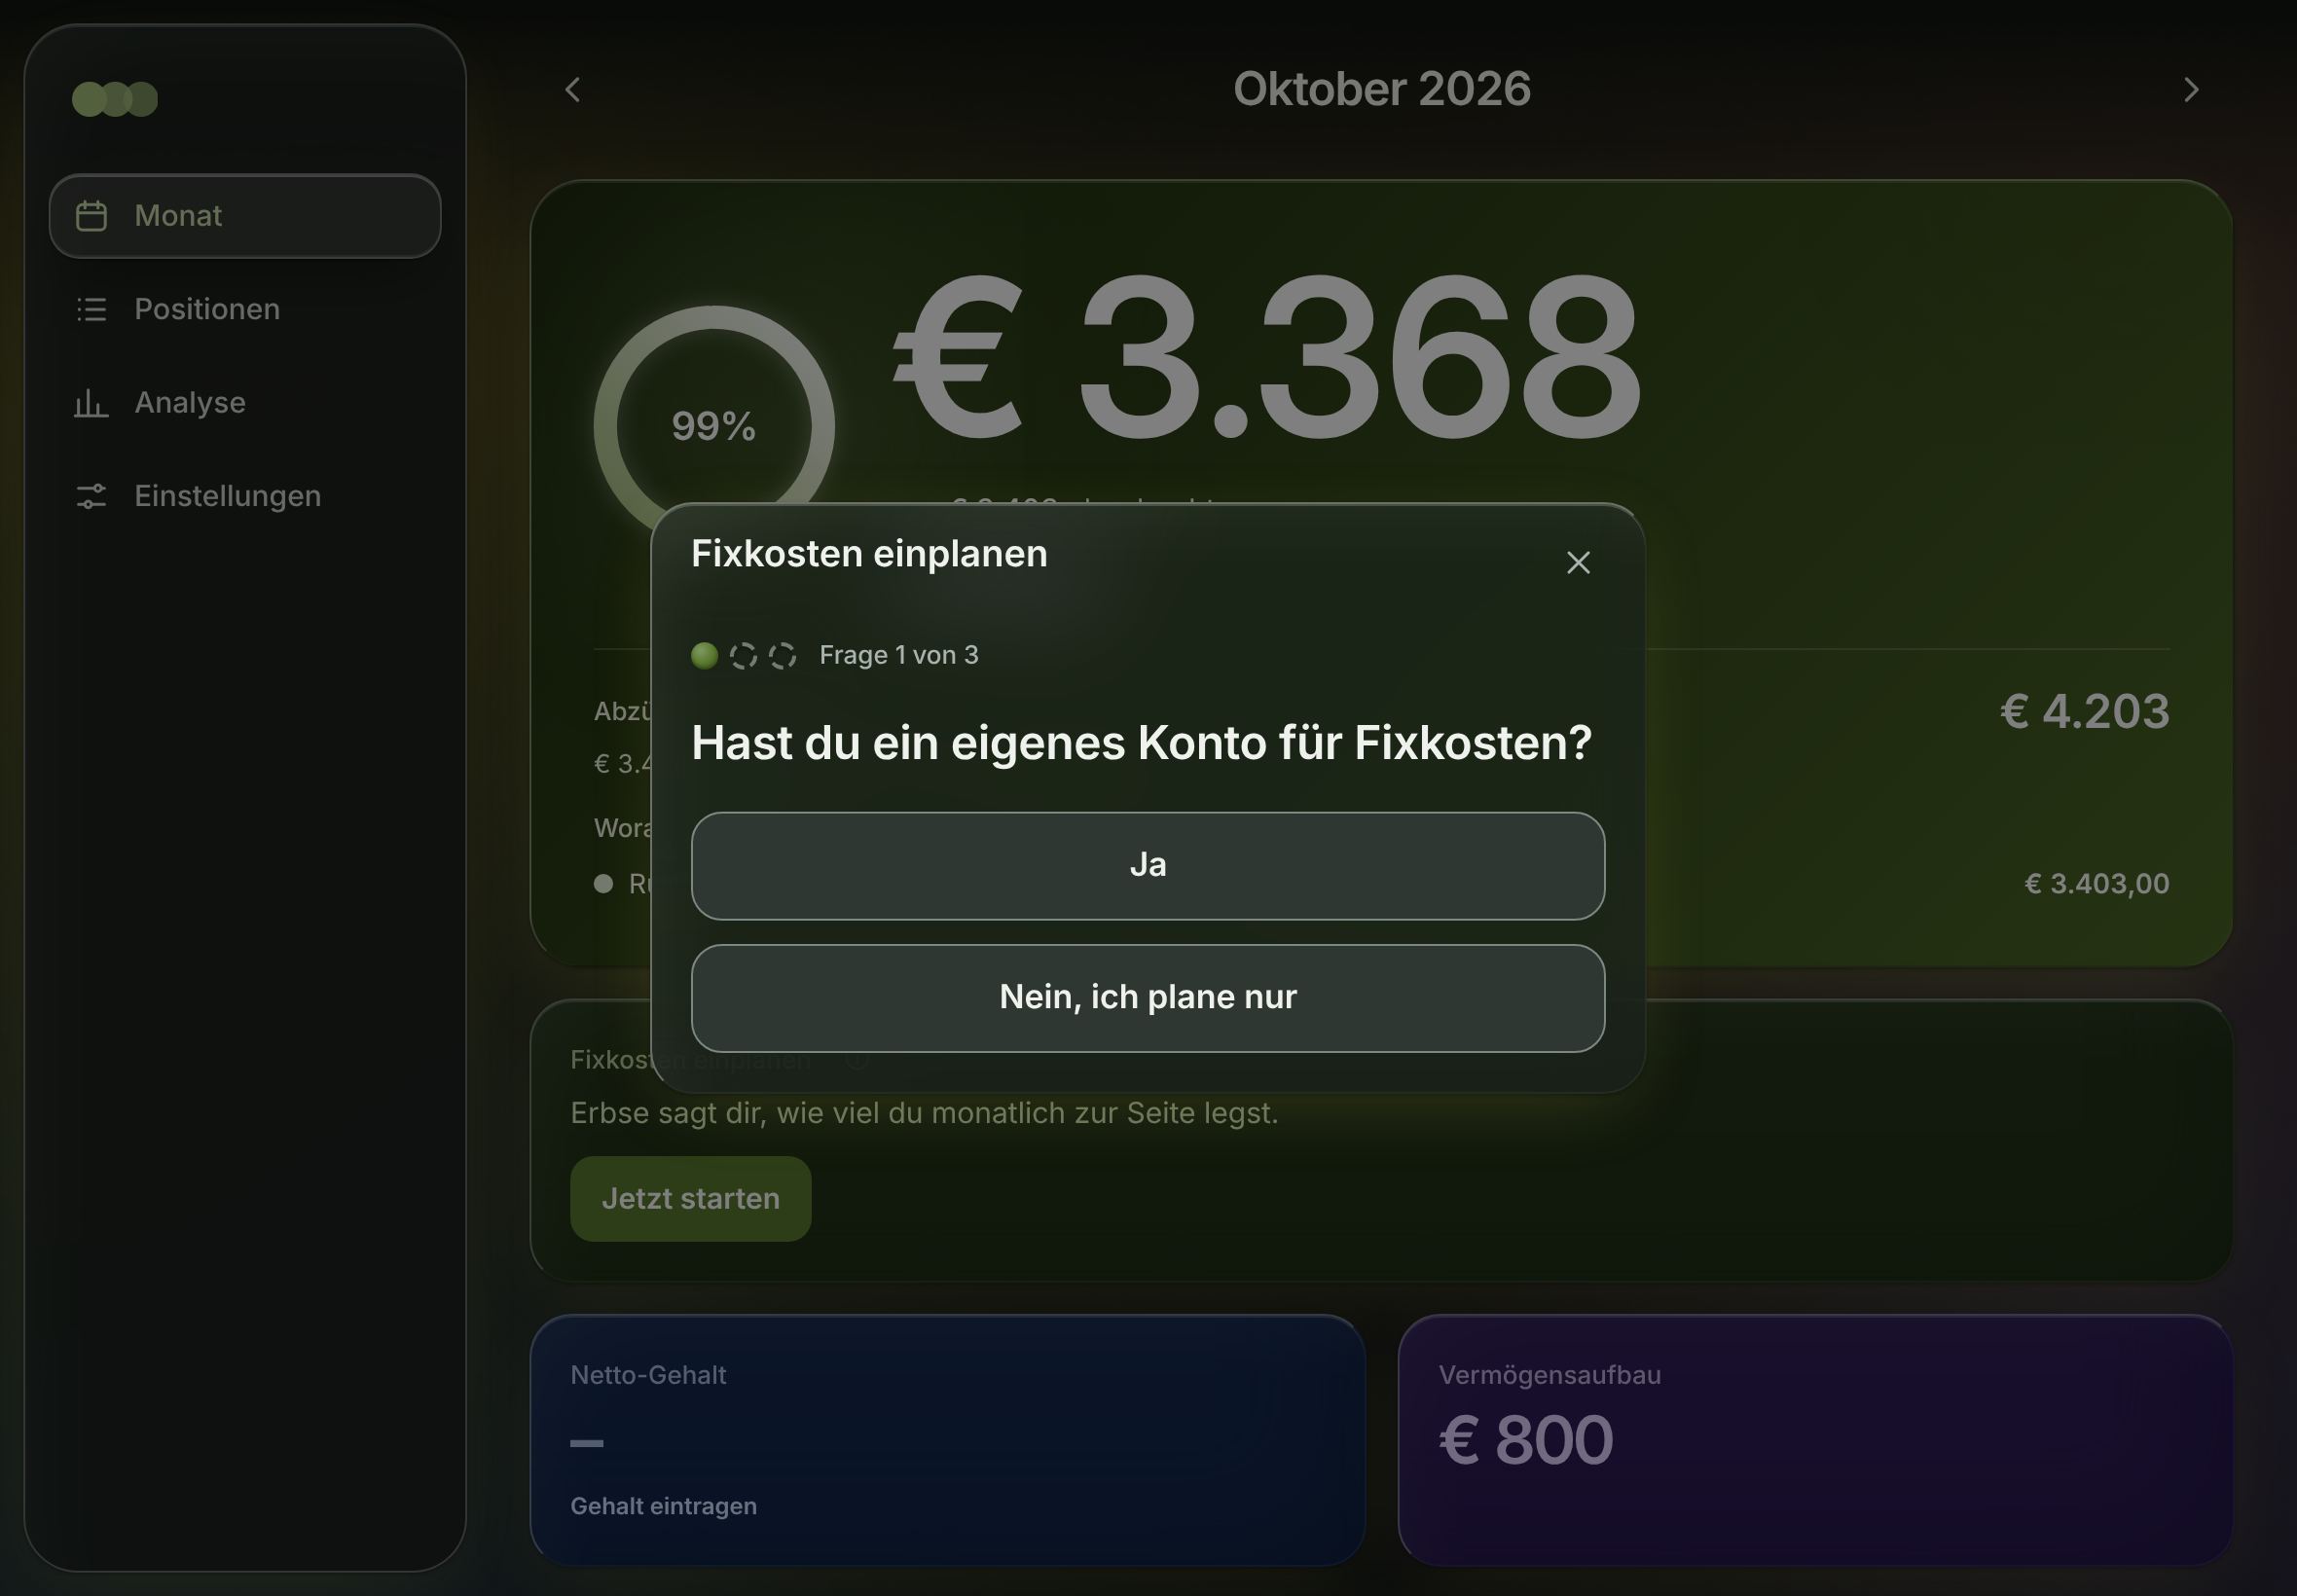 Oktober 2026
Monat
Positionen
Analyse
Einstellungen
99%
€ 3.368
Fixkosten einplanen
Frage 1 von 3
Hast du ein eigenes Konto für Fixkosten?
Ja
Nein, ich plane nur
€ 4.203
€ 3.403,00
Fixkosten einplanen
Erbse sagt dir, wie viel du monatlich zur Seite legst.
Jetzt starten
Netto-Gehalt
–
Gehalt eintragen
Vermögensaufbau
€ 800